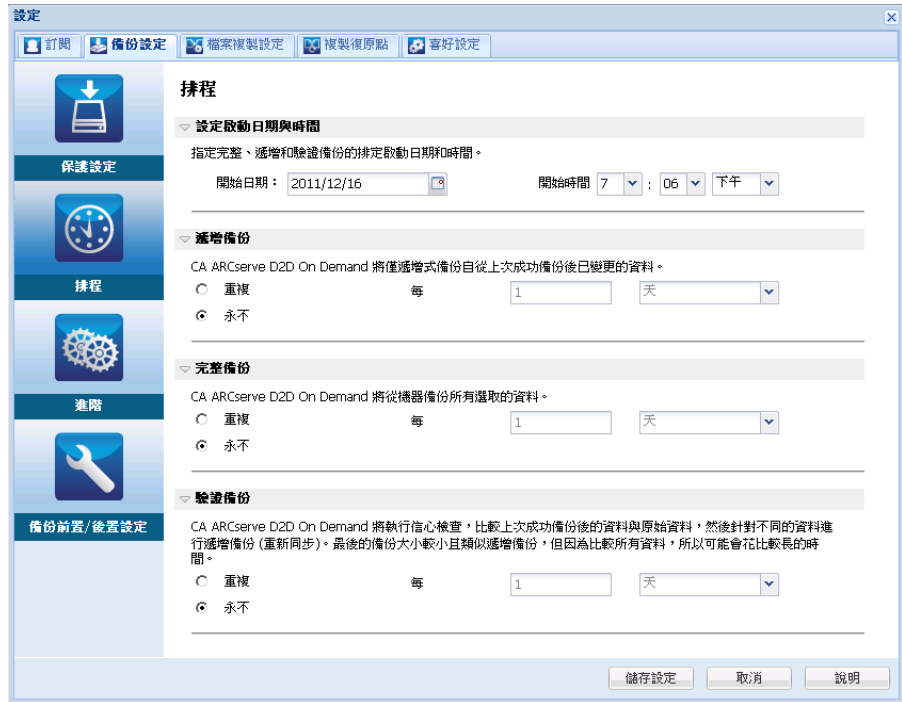 設定
訂閱
備份設定
檔案複製設定
複製復原點
喜好設定
保護設定
排程
進階
備份前置/後置設定
排程
設定啟動日期與時間
指定完整、遞增和驗證備份的排定啟動日期和時間。
開始日期： 2011/12/16 開始時間 7 : 06 下午
遞增備份
CA ARCserve D2D On Demand 將僅遞增式備份自從上次成功備份後已變更的資料。
重複 每 1 天
永不
完整備份
CA ARCserve D2D On Demand 將從機器備份所有選取的資料。
重複 每 1 天
永不
驗證備份
CA ARCserve D2D On Demand 將執行信心檢查，比較上次成功備份後的資料與原始資料，然後針對不同的資料進
行遞增備份 (重新同步)。最後的備份大小較小且類似遞增備份，但因為比較所有資料，所以可能會花比較長的時
間。
重複 每 1 天
永不
儲存設定 取消 說明